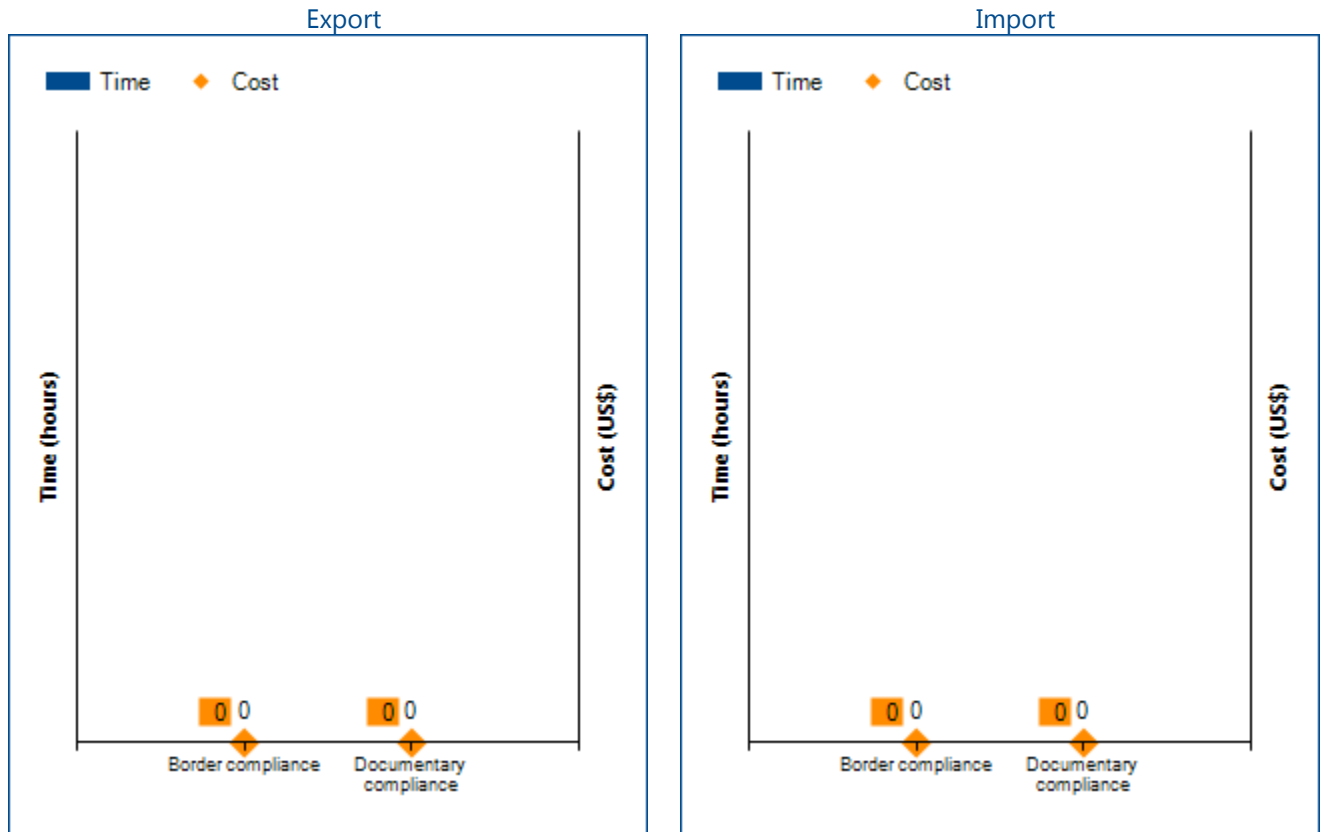 Export
Time Cost
Time (hours)
Cost (US$)
0 0 0 0
Border compliance Documentary
compliance
Import
Time Cost
Time (hours)
Cost (US$)
0 0 0 0
Border compliance Documentary
compliance